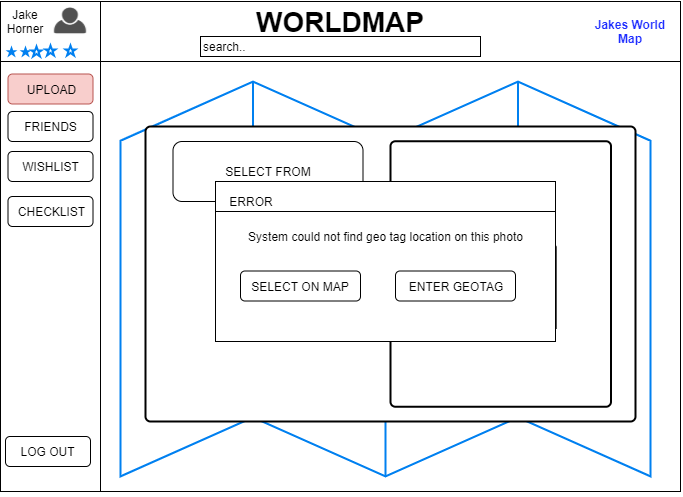 Jake
Horner
WORLDMAP
search..
Jakes World
Map
UPLOAD
FRIENDS
WISHLIST
CHECKLIST
LOG OUT
SELECT FROM
ERROR
System could not find geo tag location on this photo
SELECT ON MAP
ENTER GEOTAG